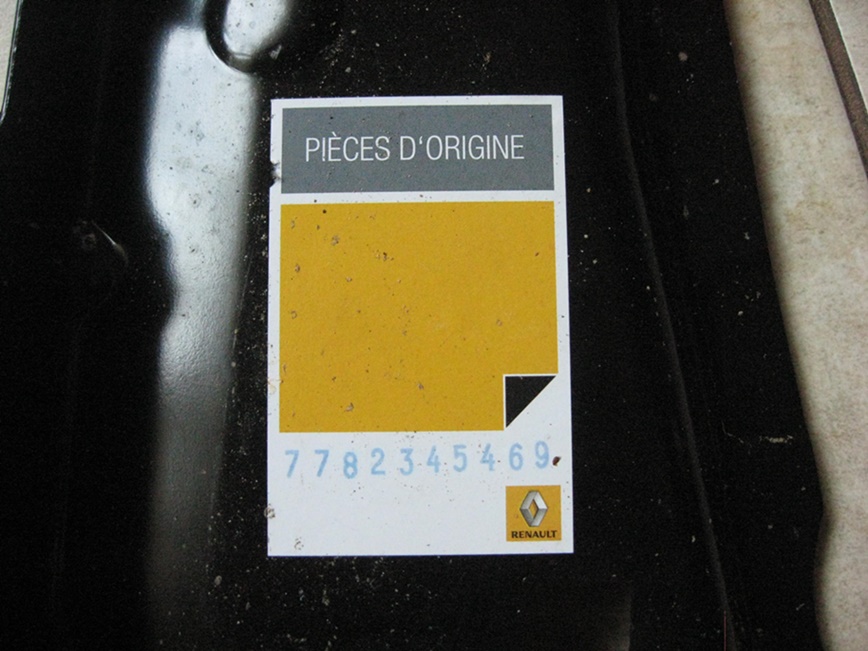 PIÈCES D'ORIGINE
7782345469
RENAULT